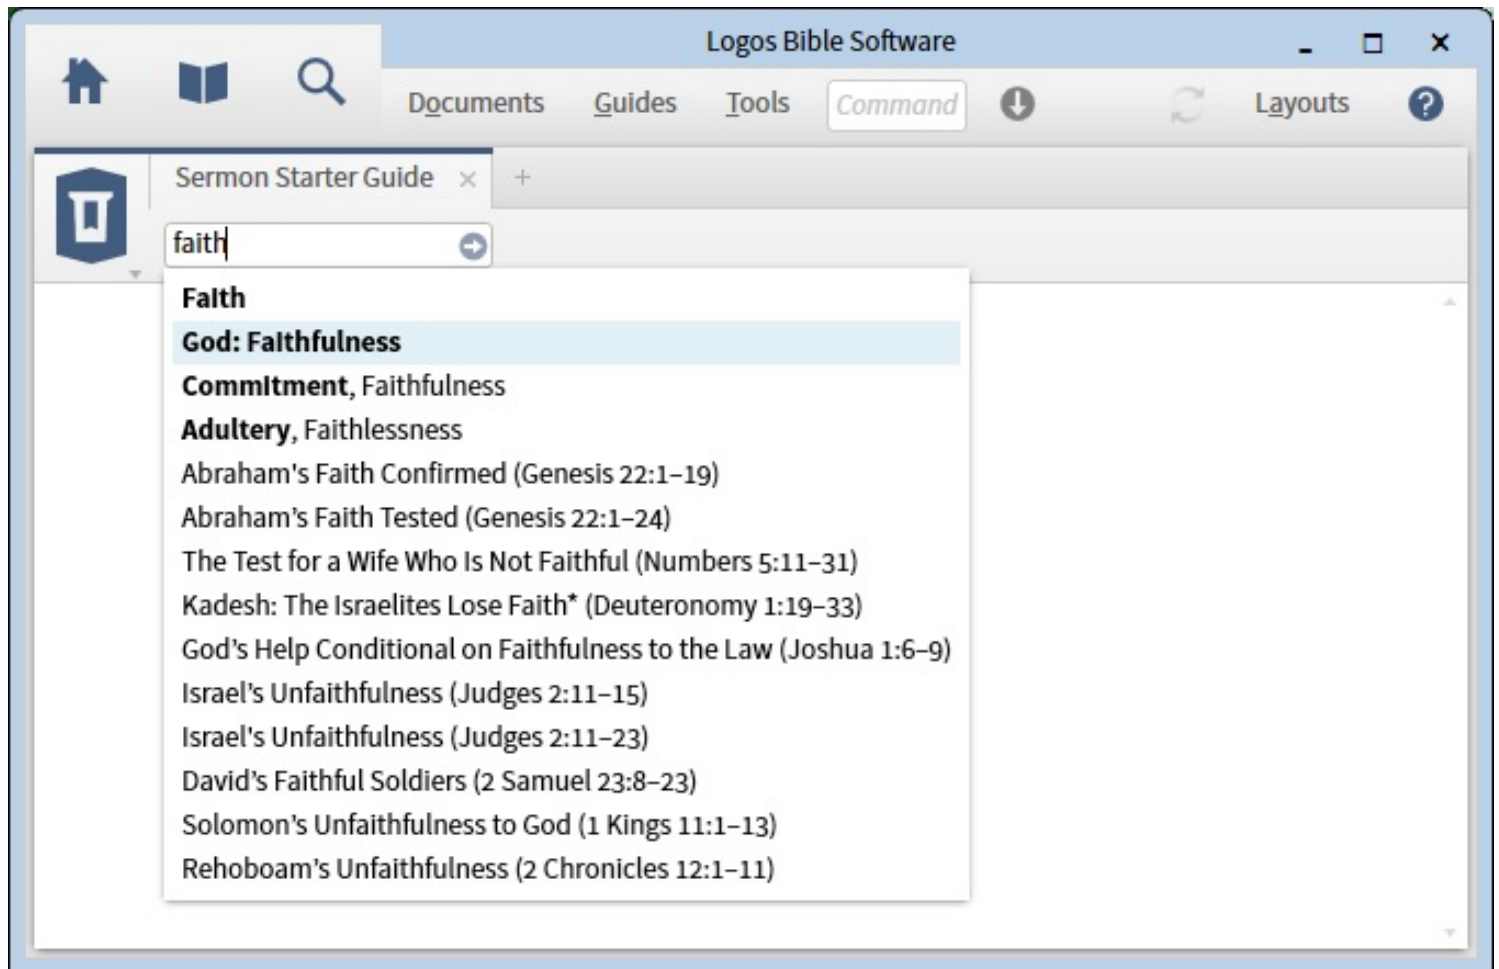 Logos Bible Software
Documents Guides Tools Command Layouts ?
Sermon Starter Guide × +
faith
Faith
God: Faithfulness
Commitment, Faithfulness
Adultery, Faithlessness
Abraham's Faith Confirmed (Genesis 22:1–19)
Abraham’s Faith Tested (Genesis 22:1–24)
The Test for a Wife Who Is Not Faithful (Numbers 5:11–31)
Kadesh: The Israelites Lose Faith* (Deuteronomy 1:19–33)
God’s Help Conditional on Faithfulness to the Law (Joshua 1:6–9)
Israel’s Unfaithfulness (Judges 2:11–15)
Israel's Unfaithfulness (Judges 2:11–23)
David’s Faithful Soldiers (2 Samuel 23:8–23)
Solomon’s Unfaithfulness to God (1 Kings 11:1–13)
Rehoboam’s Unfaithfulness (2 Chronicles 12:1–11)